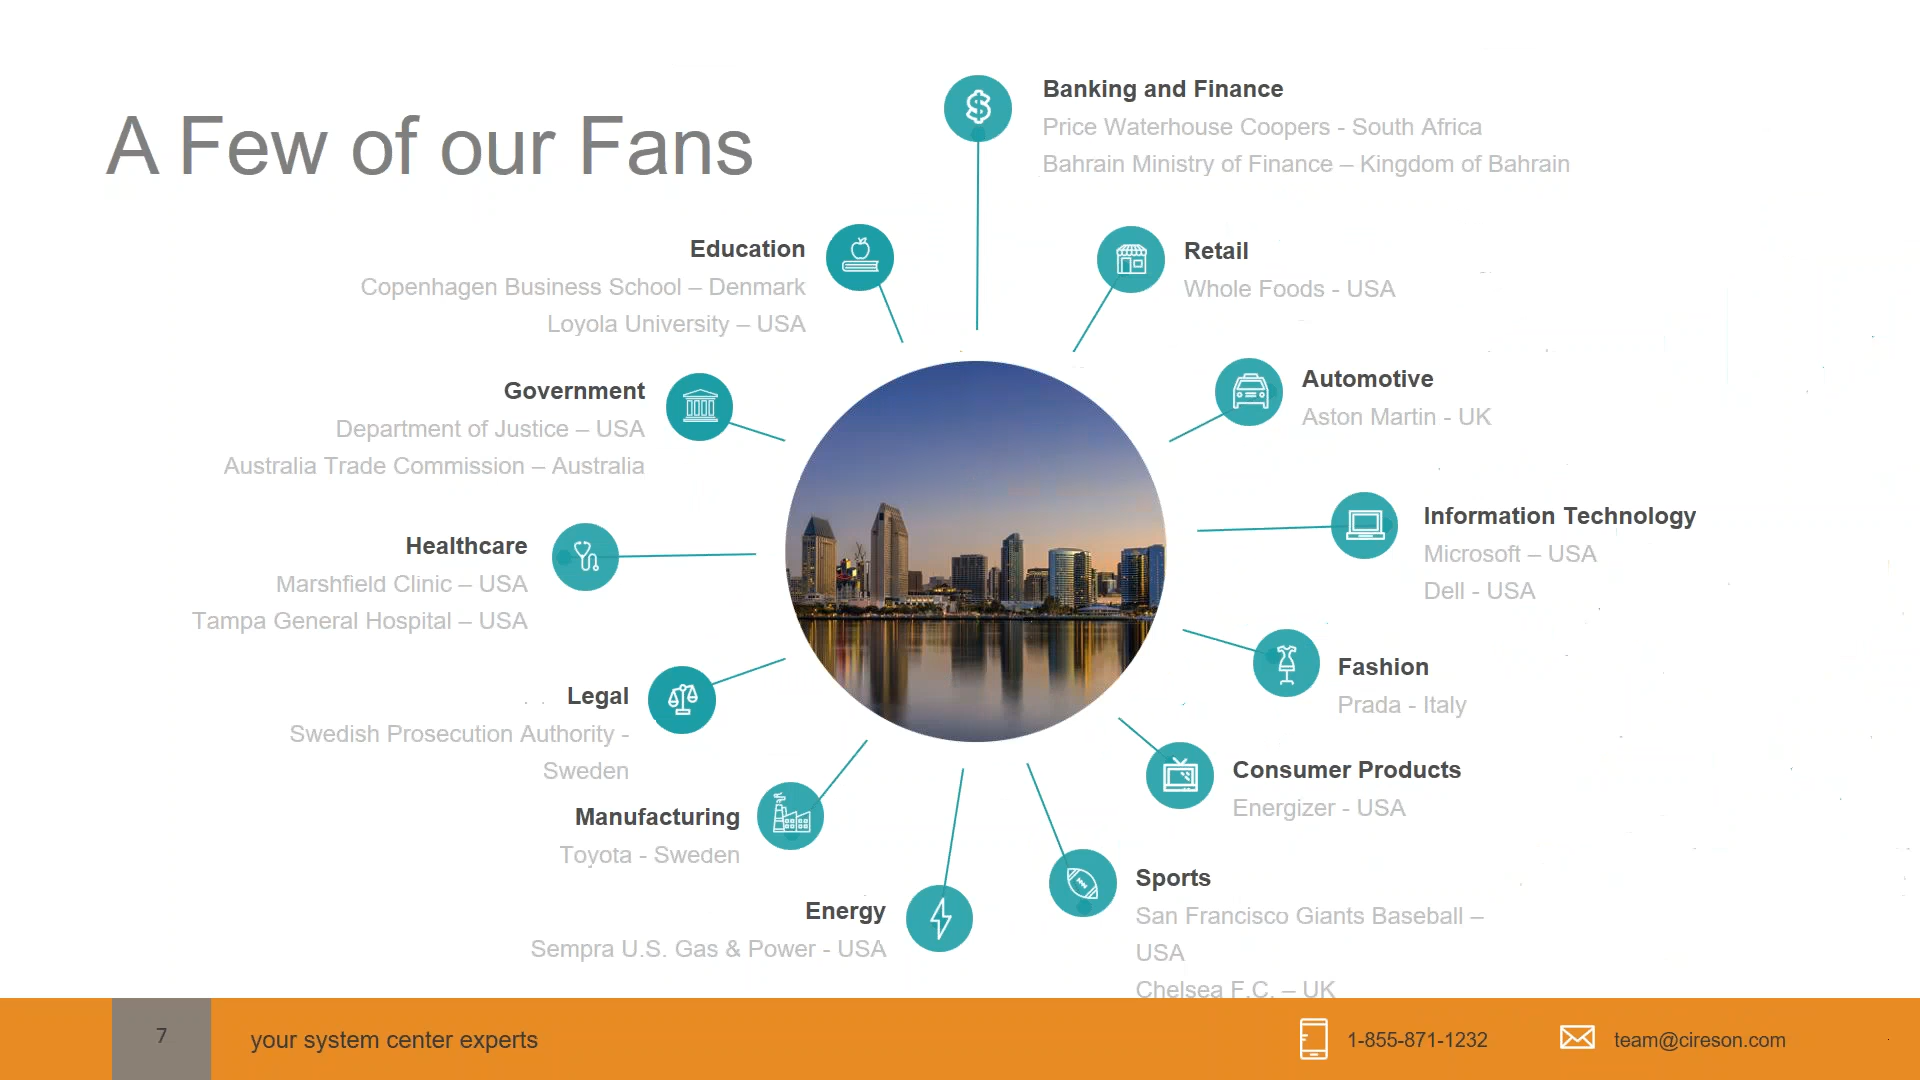 A Few of our Fans
Banking and Finance
Price Waterhouse Coopers - South Africa
Bahrain Ministry of Finance – Kingdom of Bahrain
Education
Copenhagen Business School – Denmark
Loyola University – USA
Retail
Whole Foods - USA
Government
Department of Justice – USA
Australia Trade Commission – Australia
Automotive
Aston Martin - UK
Healthcare
Marshfield Clinic – USA
Tampa General Hospital – USA
Information Technology
Microsoft – USA
Dell - USA
Legal
Swedish Prosecution Authority -
Sweden
Fashion
Prada - Italy
Manufacturing
Toyota - Sweden
Consumer Products
Energizer - USA
Energy
Sempra U.S. Gas & Power - USA
Sports
San Francisco Giants Baseball –
USA
Chelsea F.C. – UK
7
your system center experts
1-855-871-1232
team@cireson.com